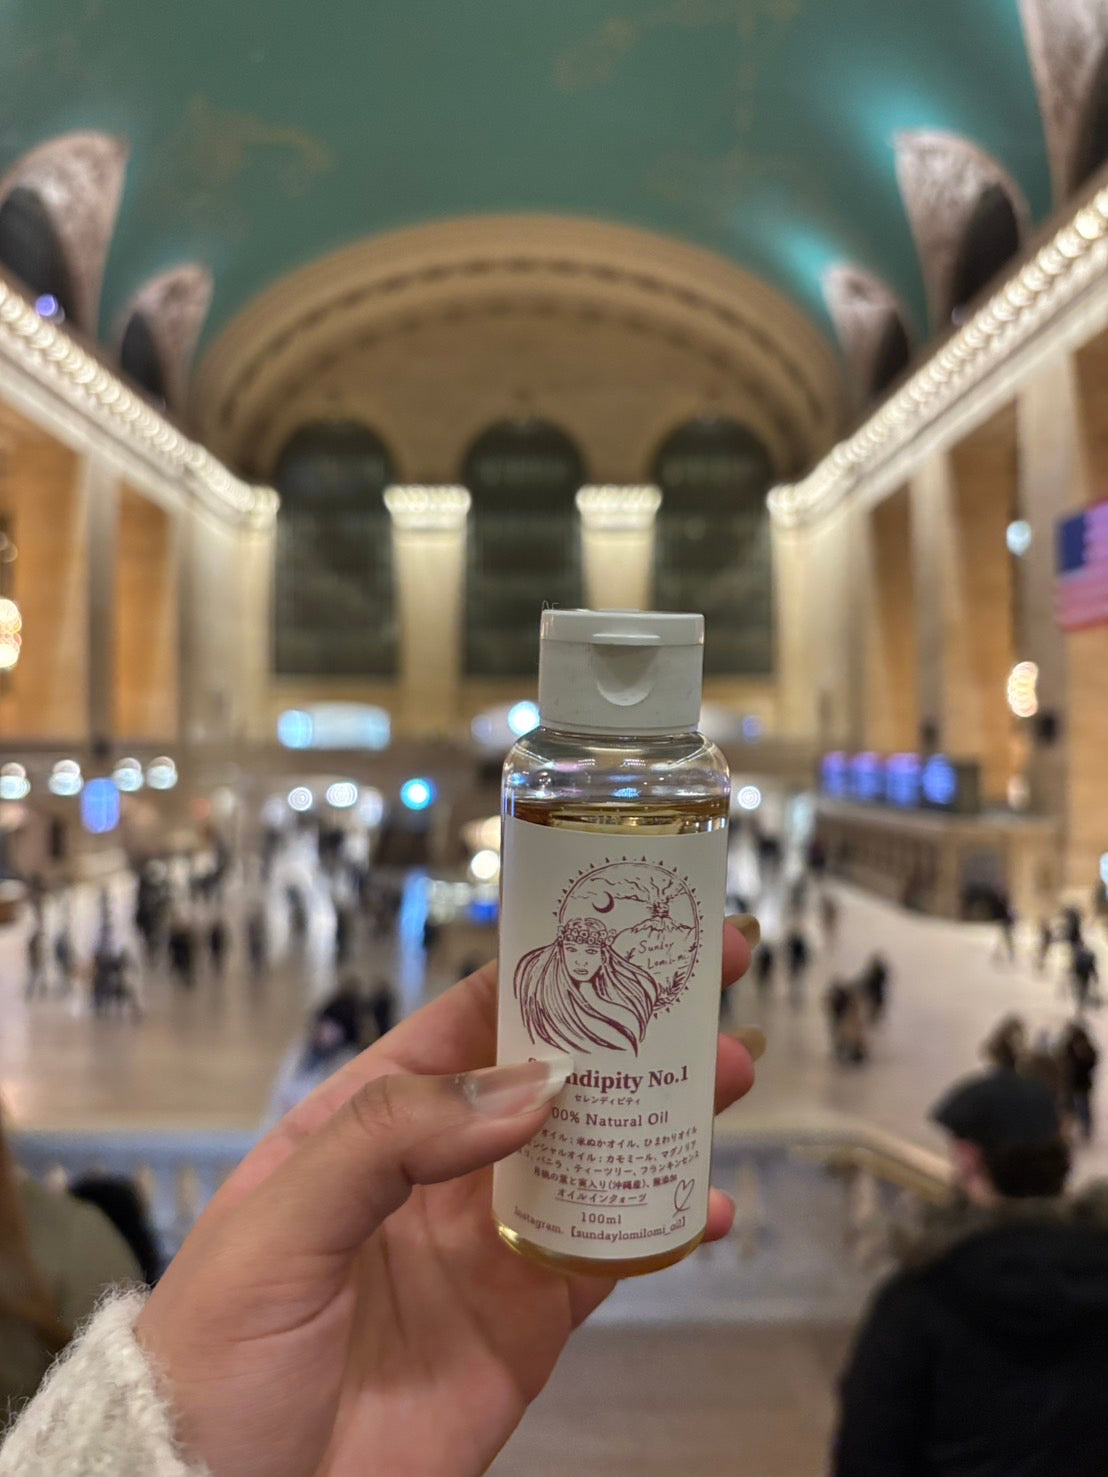 Sunday
Lomilomi
ndipity No.1
セレンディピティ
00% Natural Oil
オイル：米ぬかオイル、ひまわりオイル
ンシャルオイル：カモミール、マグノリア
バニラ、ティーツリー、フランキンセンス
月桃の葉と実入り(沖縄産)、無添加
オイルインクォーツ
100ml
Instagram.【sundaylomilomi_oil】